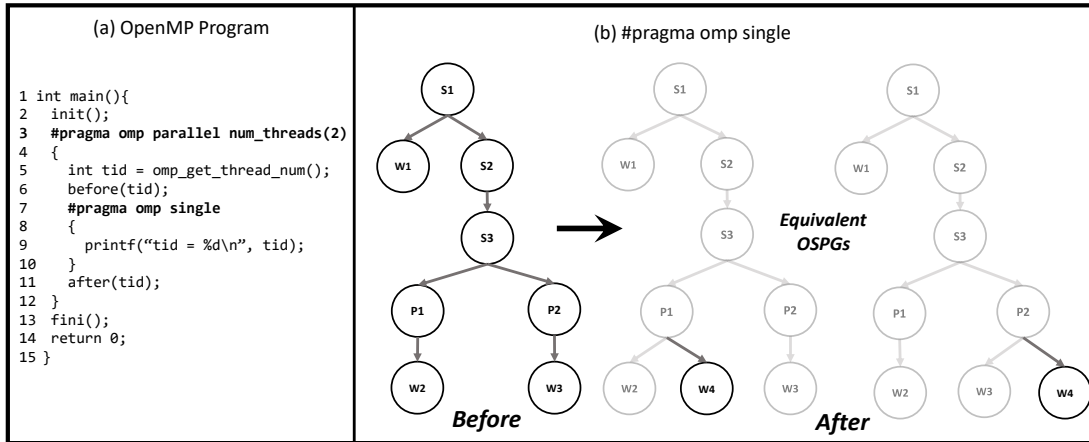 (a) OpenMP Program
1 int main(){
2 init();
3 #pragma omp parallel num_threads(2)
4 {
5 int tid = omp_get_thread_num();
6 before(tid);
7 #pragma omp single
8 {
9 printf(“tid = %d\n”, tid);
10 }
11 after(tid);
12 }
13 fini();
14 return 0;
15 }
(b) #pragma omp single
S1
W1 S2
S3
P1 P2
W2 W3
Before
S1
W1 S2
S3
P1 P2
W2 W4 W3
Equivalent
OSPGs
S1
W1 S2
S3
P1 P2
W2 W3 W4
After